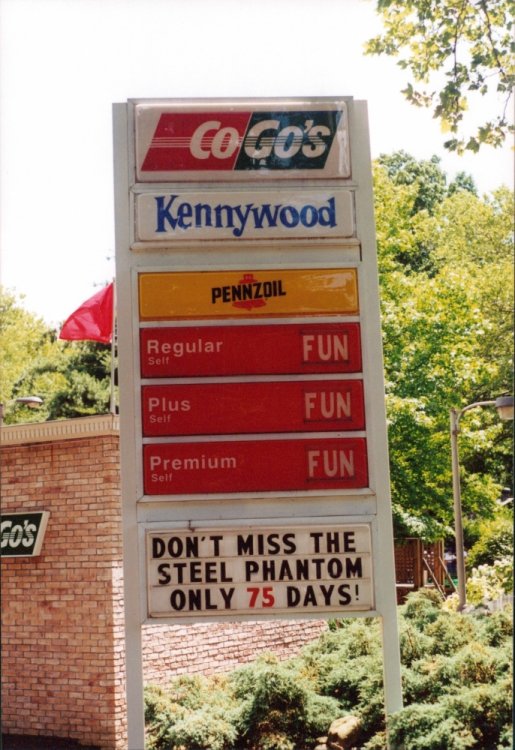 CoGo's
Kennywood
PENNZOIL
Regular FUN
Self
Plus FUN
Self
Premium FUN
Self
DON'T MISS THE
STEEL PHANTOM
ONLY 75 DAYS!
GO'S